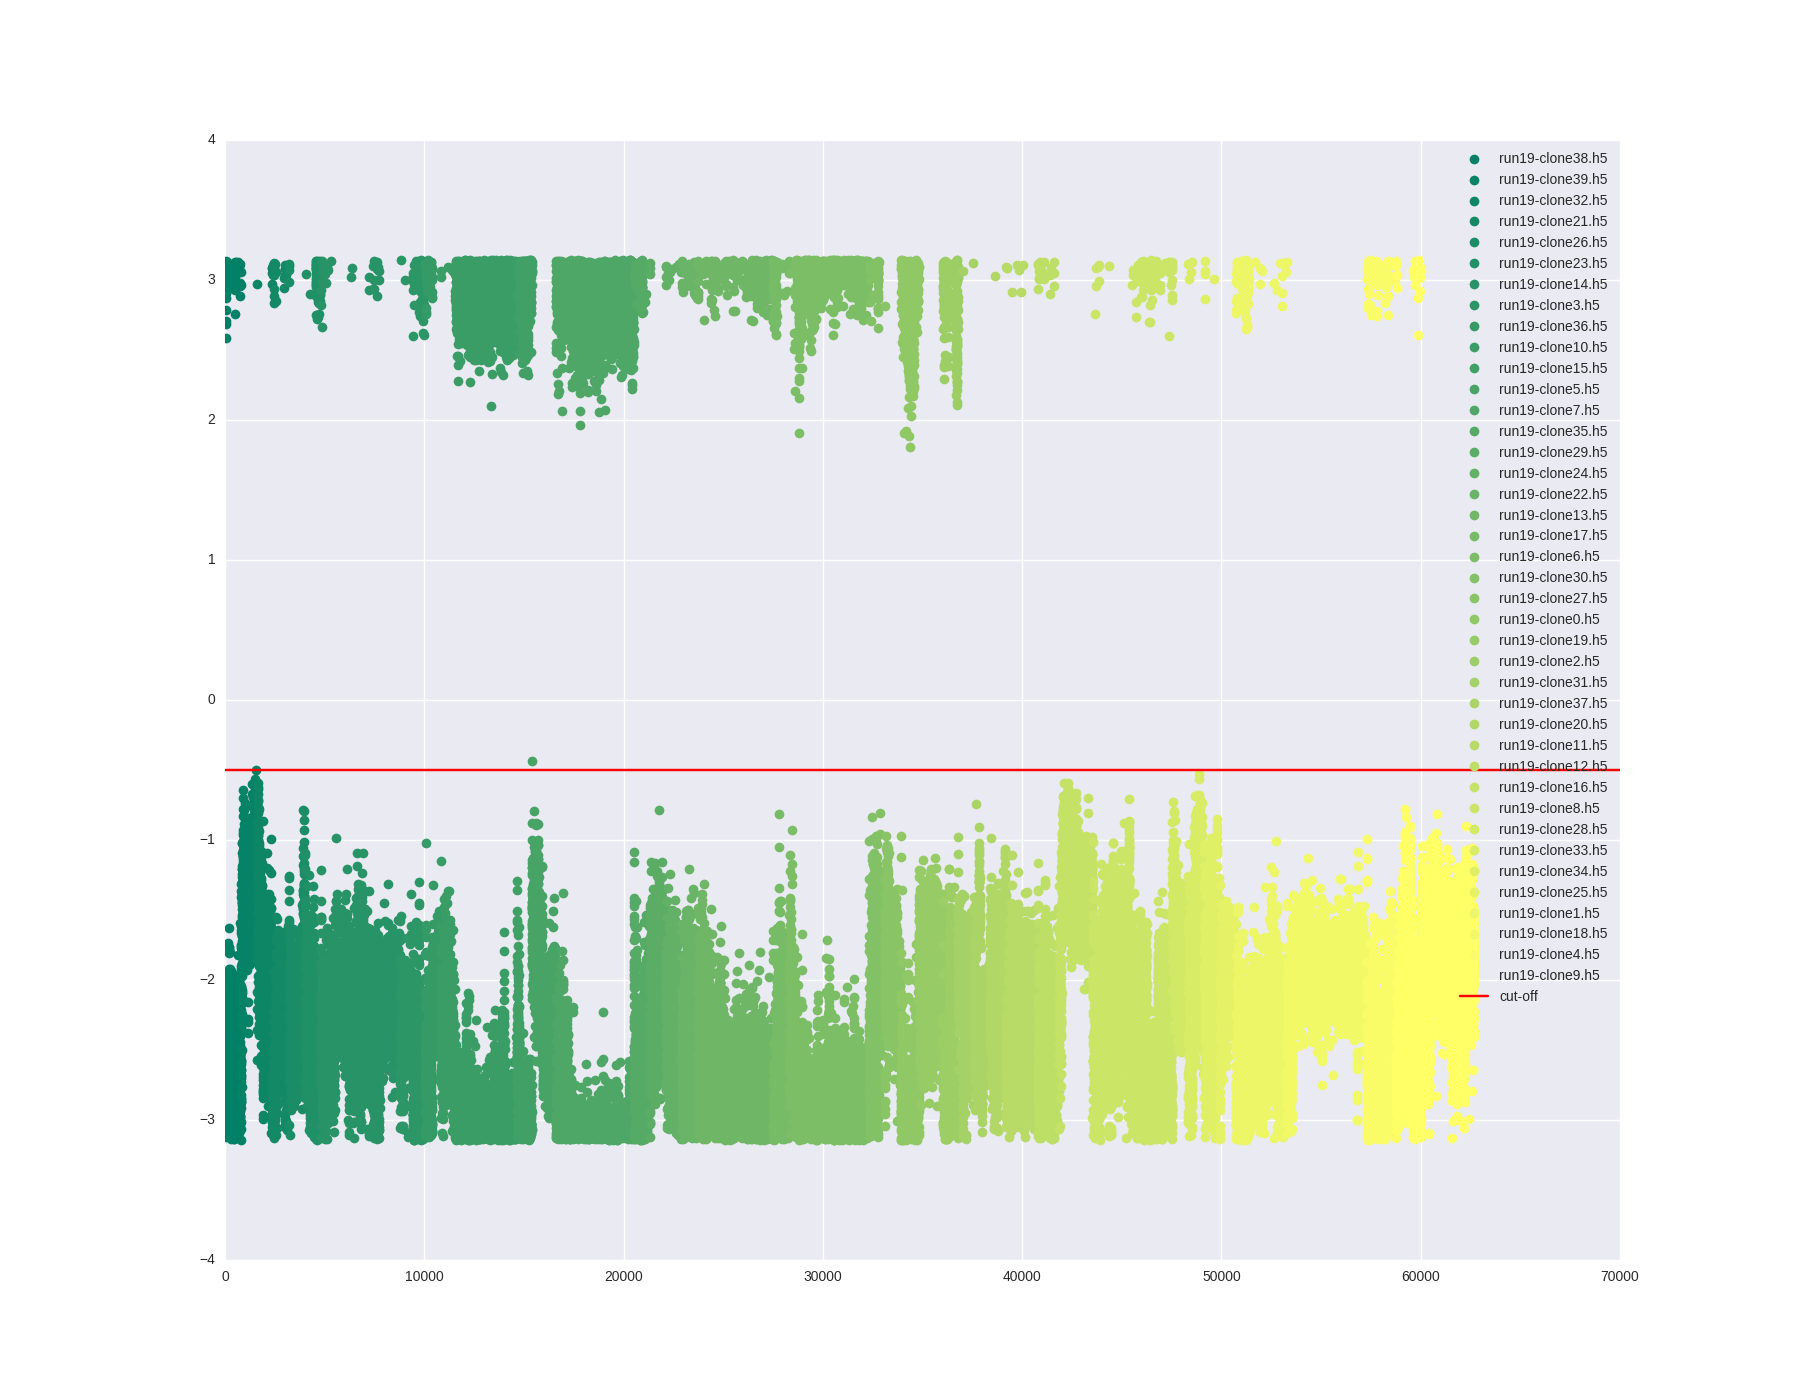 4
3
2
1
0
−1
−2
−3
−4
0 10000 20000 30000 40000 50000 60000 70000
run19-clone38.h5
run19-clone39.h5
run19-clone32.h5
run19-clone21.h5
run19-clone26.h5
run19-clone23.h5
run19-clone14.h5
run19-clone3.h5
run19-clone36.h5
run19-clone10.h5
run19-clone15.h5
run19-clone5.h5
run19-clone7.h5
run19-clone35.h5
run19-clone29.h5
run19-clone24.h5
run19-clone22.h5
run19-clone13.h5
run19-clone17.h5
run19-clone6.h5
run19-clone30.h5
run19-clone27.h5
run19-clone0.h5
run19-clone19.h5
run19-clone2.h5
run19-clone31.h5
run19-clone37.h5
run19-clone20.h5
run19-clone11.h5
run19-clone12.h5
run19-clone16.h5
run19-clone8.h5
run19-clone28.h5
run19-clone33.h5
run19-clone34.h5
run19-clone25.h5
run19-clone1.h5
run19-clone18.h5
run19-clone4.h5
run19-clone9.h5
cut-off